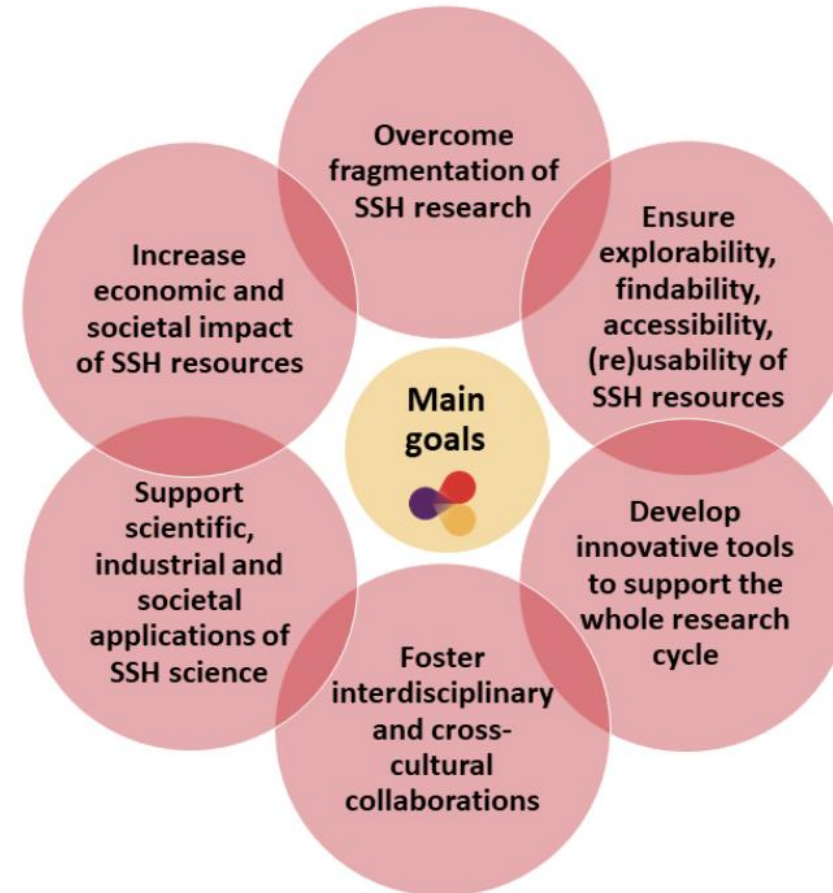 Overcome
fragmentation of
SSH research
Ensure
explorability,
findability,
accessibility,
(re)usability of
SSH resources
Develop
innovative tools
to support the
whole research
cycle
Foster
interdisciplinary
and cross-
cultural
collaborations
Support
scientific,
industrial and
societal
applications of
SSH science
Increase
economic and
societal impact
of SSH resources
Main
goals